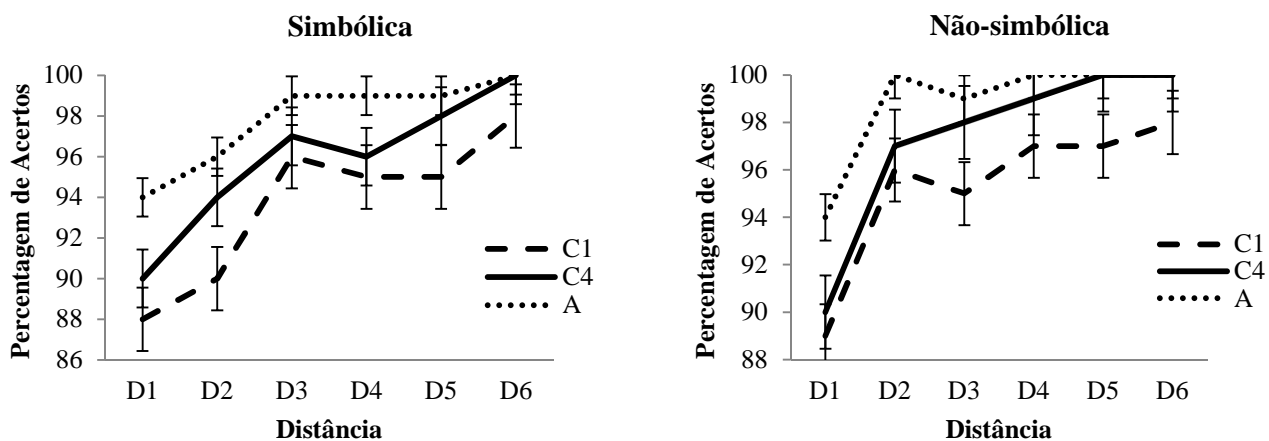 Simbólica
Percentagem de Acertos
100
98
96
94
92
90
88
86
D1 D2 D3 D4 D5 D6
Distância
C1
C4
A
Não-simbólica
Percentagem de Acertos
100
98
96
94
92
90
88
D1 D2 D3 D4 D5 D6
Distância
C1
C4
A